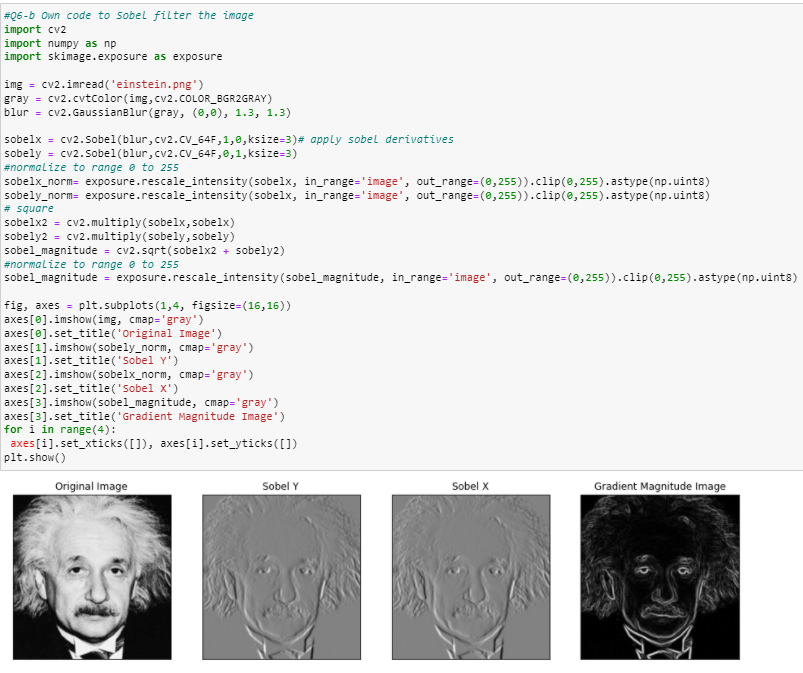 #Q6-b Own code to Sobel filter the image
import cv2
import numpy as np
import skimage.exposure as exposure
img = cv2.imread('einstein.png')
gray = cv2.cvtColor(img,cv2.COLOR_BGR2GRAY)
blur = cv2.GaussianBlur(gray, (0,0), 1.3, 1.3)
sobelx = cv2.Sobel(blur,cv2.CV_64F,1,0,ksize=3)# apply sobel derivatives
sobely = cv2.Sobel(blur,cv2.CV_64F,0,1,ksize=3)
#normalize to range 0 to 255
sobelx_norm= exposure.rescale_intensity(sobelx, in_range='image', out_range=(0,255)).clip(0,255).astype(np.uint8)
sobely_norm= exposure.rescale_intensity(sobelx, in_range='image', out_range=(0,255)).clip(0,255).astype(np.uint8)
# square
sobelx2 = cv2.multiply(sobelx,sobelx)
sobely2 = cv2.multiply(sobely,sobely)
sobel_magnitude = cv2.sqrt(sobelx2 + sobely2)
#normalize to range 0 to 255
sobel_magnitude = exposure.rescale_intensity(sobel_magnitude, in_range='image', out_range=(0,255)).clip(0,255).astype(np.uint8)
fig, axes = plt.subplots(1,4, figsize=(16,16))
axes[0].imshow(img, cmap='gray')
axes[0].set_title('Original Image')
axes[1].imshow(sobely_norm, cmap='gray')
axes[1].set_title('Sobel Y')
axes[2].imshow(sobelx_norm, cmap='gray')
axes[2].set_title('Sobel X')
axes[3].imshow(sobel_magnitude, cmap='gray')
axes[3].set_title('Gradient Magnitude Image')
for i in range(4):
 axes[i].set_xticks([]), axes[i].set_yticks([])
plt.show()
Original Image Sobel Y Sobel X Gradient Magnitude Image